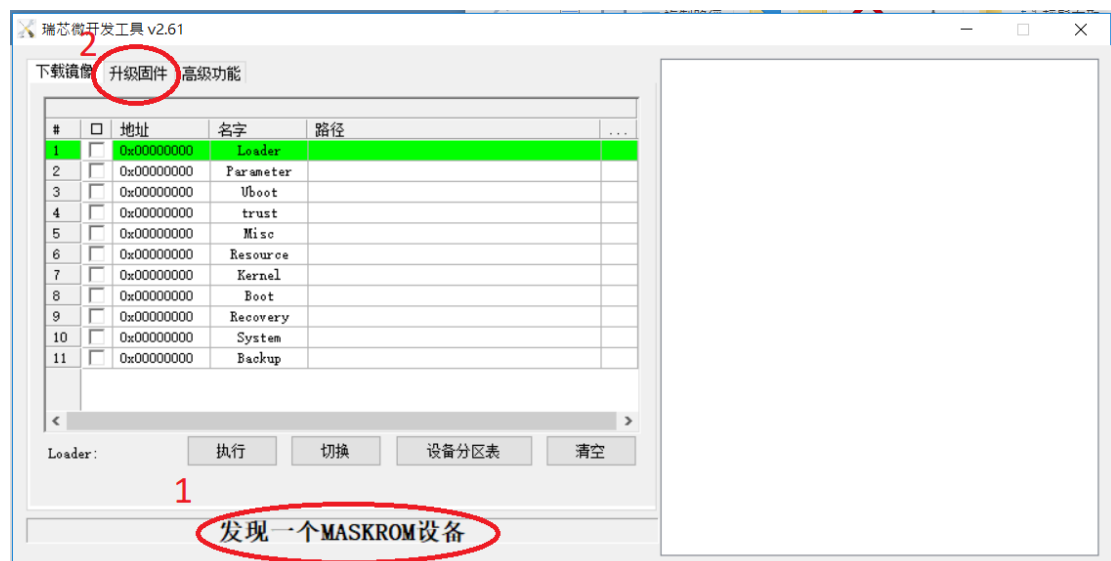 瑞芯微开发工具 v2.61
2
下载镜像 升级固件 高级功能
# 地址 名字 路径 ...
1 0x00000000 Loader
2 0x00000000 Parameter
3 0x00000000 Uboot
4 0x00000000 trust
5 0x00000000 Misc
6 0x00000000 Resource
7 0x00000000 Kernel
8 0x00000000 Boot
9 0x00000000 Recovery
10 0x00000000 System
11 0x00000000 Backup
Loader: 执行 切换 设备分区表 清空
1
发现一个MASKROM设备